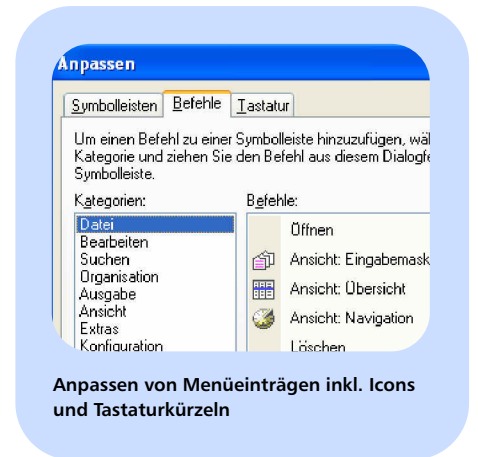 Anpassen
Symbolleisten Befehle Tastatur
Um einen Befehl zu einer Symbolleiste hinzuzufügen, wäl
Kategorie und ziehen Sie den Befehl aus diesem Dialogfe
Symbolleiste.
Kategorien: Befehle:
Datei
Bearbeiten
Suchen
Organisation
Ausgabe
Ansicht
Extras
Konfiguration
Öffnen
Ansicht: Eingabemask
Ansicht: Übersicht
Ansicht: Navigation
Löschen
Anpassen von Menüeinträgen inkl. Icons
und Tastaturkürzeln